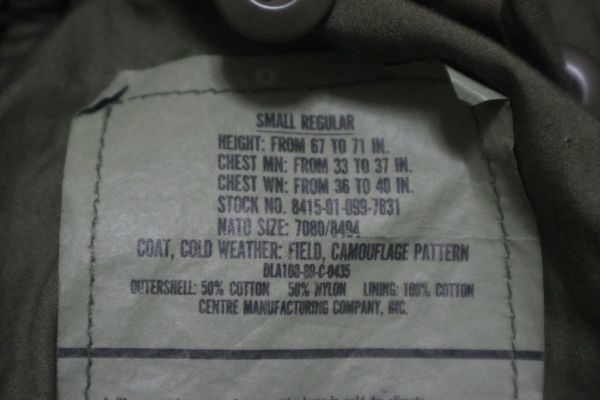 SMALL REGULAR
HEIGHT: FROM 67 TO 71 IN.
CHEST MN: FROM 33 TO 37 IN.
CHEST WN: FROM 36 TO 40 IN.
STOCK NO. 8415-01-099-7831
NATO SIZE: 7080/8494
COAT, COLD WEATHER: FIELD, CAMOUFLAGE PATTERN
DLA100-89-C-0435
OUTERSHELL: 50% COTTON 50% NYLON LINING: 100% COTTON
CENTRE MANUFACTURING COMPANY, INC.